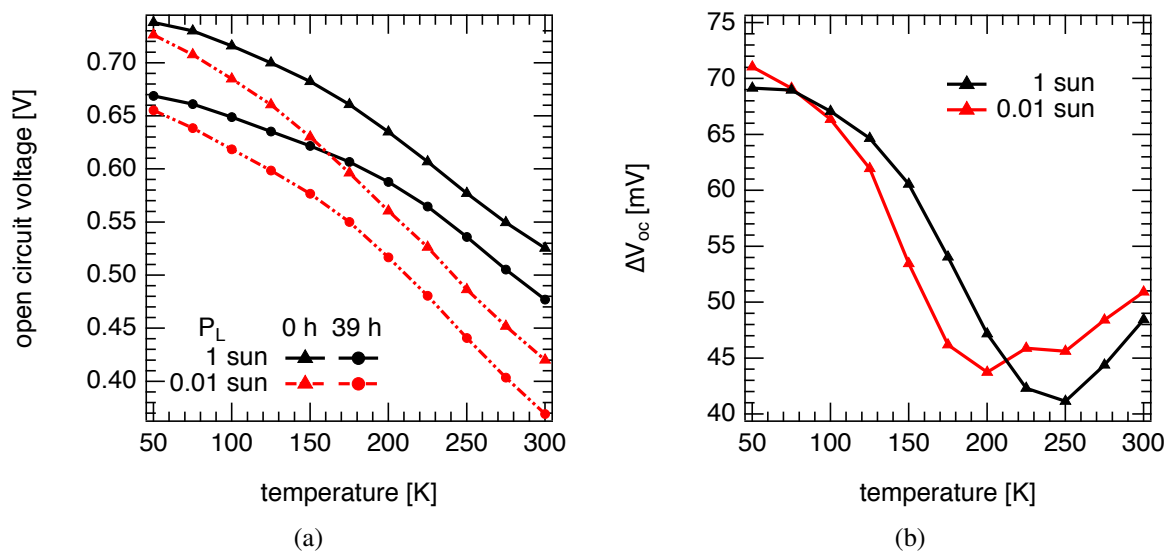 open circuit voltage [V]
0.70
0.65
0.60
0.55
0.50
0.45
0.40
P_L 0 h 39 h
1 sun
0.01 sun
50 100 150 200 250 300
temperature [K]
(a)
ΔV_oc [mV]
75
70
65
60
55
50
45
40
1 sun
0.01 sun
50 100 150 200 250 300
temperature [K]
(b)